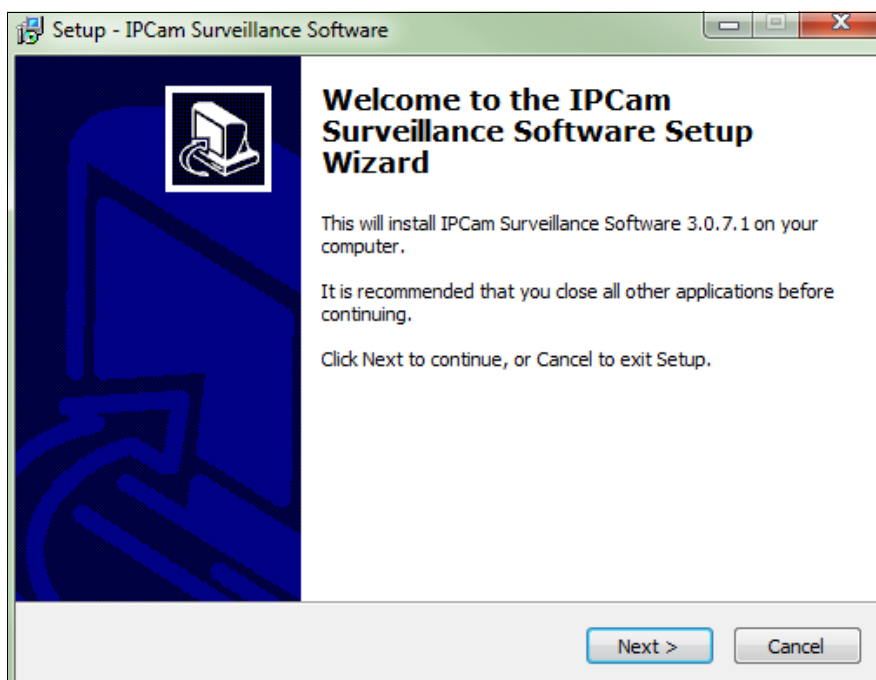 Setup - IPCam Surveillance Software
Welcome to the IPCam
Surveillance Software Setup
Wizard
This will install IPCam Surveillance Software 3.0.7.1 on your
computer.
It is recommended that you close all other applications before
continuing.
Click Next to continue, or Cancel to exit Setup.
Next >
Cancel